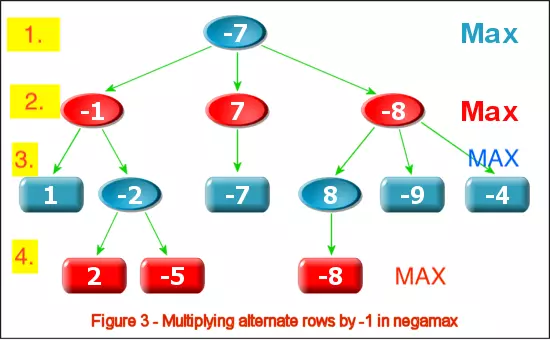 1. -7 Max
2. -1 7 -8 Max
3. MAX
1 -2 -7 8 -9 -4
4. 2 -5 -8 MAX
Figure 3 - Multiplying alternate rows by -1 in negamax